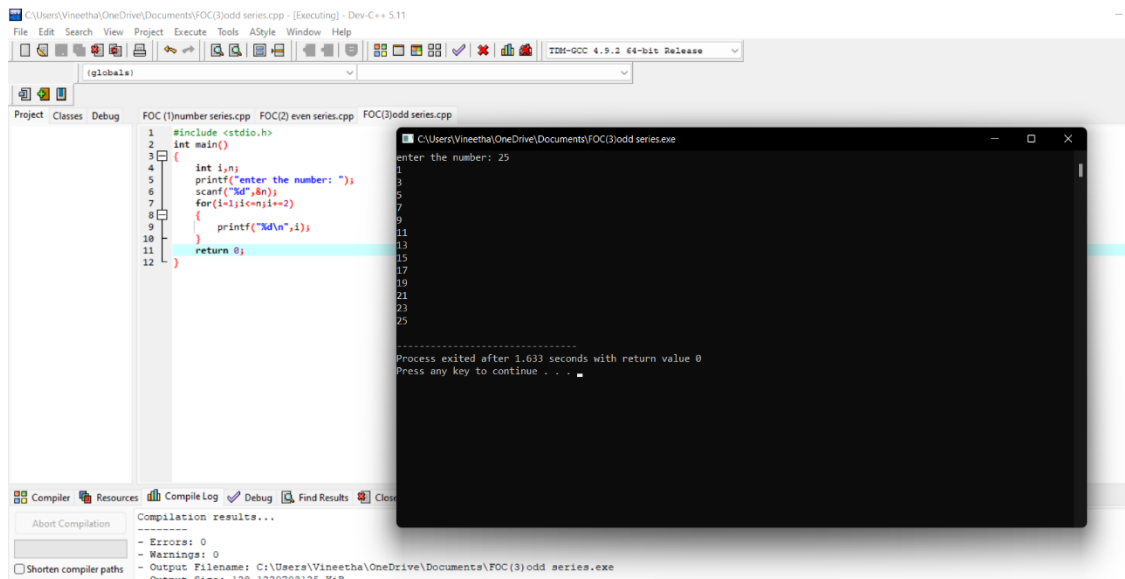 C:\Users\Vineetha\OneDrive\Documents\FOC(3)odd series.cpp - [Executing] - Dev-C++ 5.11
File Edit Search View Project Execute Tools AStyle Window Help
TDM-GCC 4.9.2 64-bit Release
(globals)
Project Classes Debug
FOC (1)number series.cpp FOC(2) even series.cpp FOC(3)odd series.cpp
1 #include <stdio.h>
2 int main()
3 {
4 int i,n;
5 printf("enter the number: ");
6 scanf("%d",&n);
7 for(i=1;i<=n;i+=2)
8 {
9 printf("%d\n",i);
10 }
11 return 0;
12 }
C:\Users\Vineetha\OneDrive\Documents\FOC(3)odd series.exe
enter the number: 25
1
3
5
7
9
11
13
15
17
19
21
23
25
--------------------------------
Process exited after 1.633 seconds with return value 0
Press any key to continue . . .
Compiler Resources Compile Log Debug Find Results Close
Abort Compilation
Shorten compiler paths
Compilation results...
--------
- Errors: 0
- Warnings: 0
- Output Filename: C:\Users\Vineetha\OneDrive\Documents\FOC(3)odd series.exe